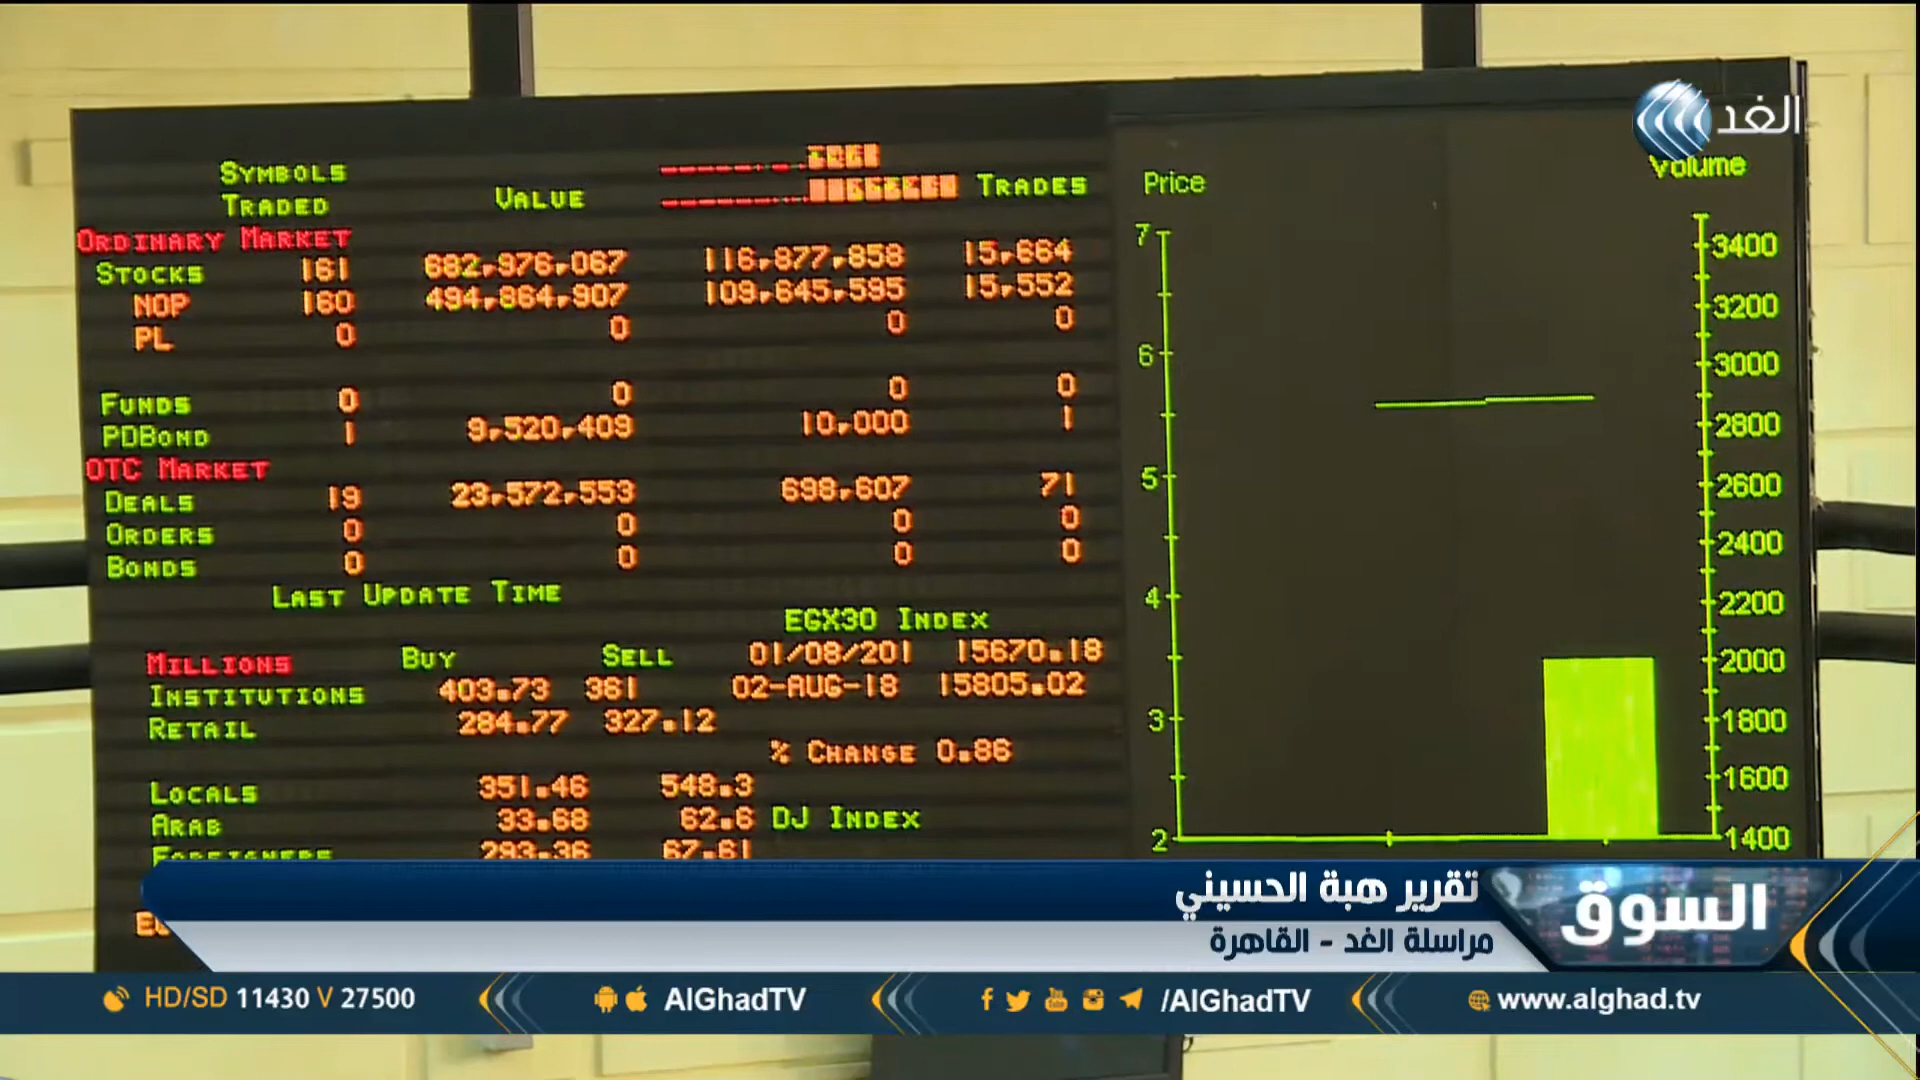 الغد
SYMBOLS
TRADED VALUE TRADES
ORDINARY MARKET
STOCKS 161 682,976,067 116,877,858 15,664
NOP 160 494,864,907 109,645,595 15,552
PL 0 0 0 0
FUNDS 0 0 0 0
PDBOND 1 9,520,409 10,000 1
OTC MARKET
DEALS 19 23,572,553 698,607 71
ORDERS 0 0 0 0
BONDS 0 0 0 0
LAST UPDATE TIME
EGX30 INDEX
MILLIONS BUY SELL 01/08/201 15670.18
INSTITUTIONS 403.73 361 02-AUG-18 15805.02
RETAIL 284.77 327.12
% CHANGE 0.86
LOCALS 351.46 548.3
ARAB 33.68 62.6 DJ INDEX
FOREIGNERS 293.36 67.61
Price Volume
7 3400
3200
6 3000
2800
5 2600
2400
4 2200
2000
3 1800
1600
2 1400
السوق
تقرير هبة الحسيني
مراسلة الغد - القاهرة
HD/SD 11430 V 27500 AlGhadTV /AlGhadTV www.alghad.tv